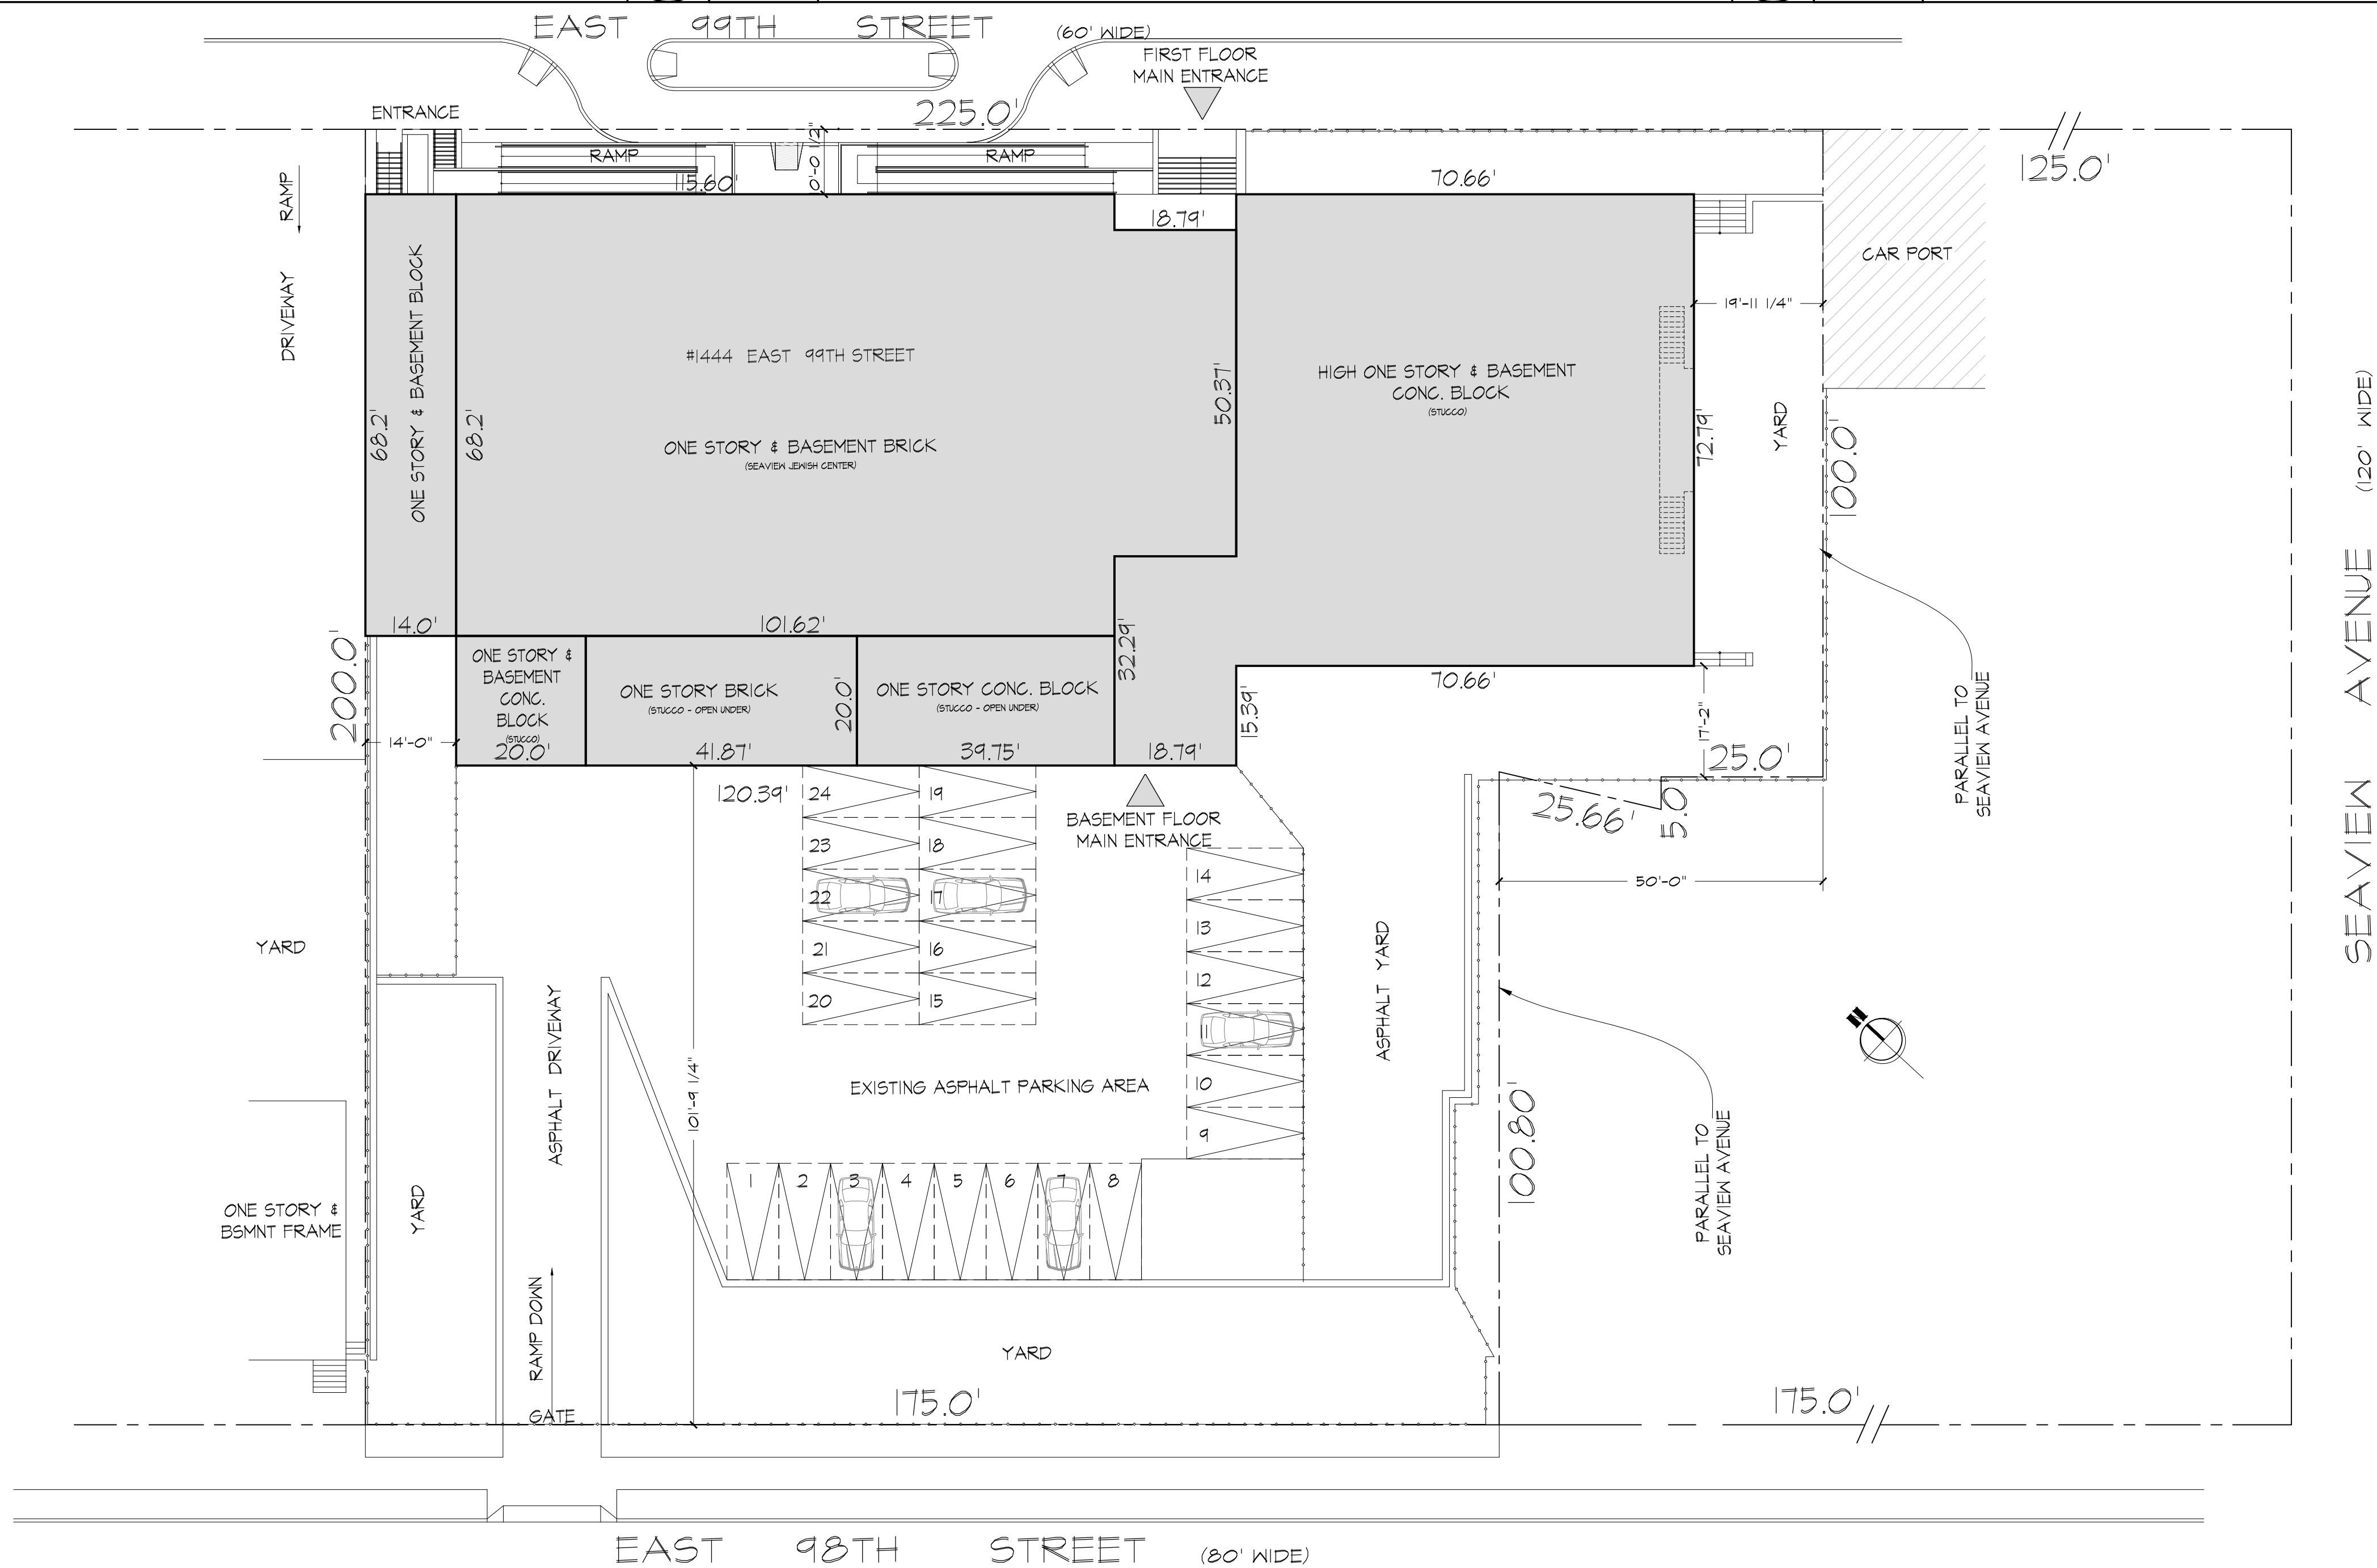 EAST 99TH STREET (60' WIDE)
FIRST FLOOR
MAIN ENTRANCE
ENTRANCE
225.0'
125.0'
RAMP
RAMP
115.60'
10'-0 1/2"
70.66'
18.79'
RAMP
DRIVEWAY
ONE STORY & BASEMENT BLOCK
68.2'
68.2'
#1444 EAST 99TH STREET
ONE STORY & BASEMENT BRICK
(SEAVIEW JEWISH CENTER)
50.37'
HIGH ONE STORY & BASEMENT
CONC. BLOCK
(STUCCO)
72.79'
19'-11 1/4"
CAR PORT
YARD
100.0'
SEAVIEW AVENUE (120' WIDE)
14.0'
101.62'
200.0'
14'-0"
ONE STORY &
BASEMENT
CONC.
BLOCK
(STUCCO)
20.0'
ONE STORY BRICK
(STUCCO - OPEN UNDER)
41.87'
20.0'
ONE STORY CONC. BLOCK
(STUCCO - OPEN UNDER)
39.75'
32.29'
18.79'
15.39'
70.66'
17'-2"
25.0'
PARALLEL TO
SEAVIEW AVENUE
120.39'
24
19
23
18
22
17
21
16
20
15
BASEMENT FLOOR
MAIN ENTRANCE
14
13
12
11
10
9
25.66'
5.0
50'-0"
YARD
ASPHALT YARD
ASPHALT DRIVEWAY
101'-9 1/4"
EXISTING ASPHALT PARKING AREA
100.80'
PARALLEL TO
SEAVIEW AVENUE
N
1
2
3
4
5
6
7
8
ONE STORY &
BSMNT FRAME
YARD
RAMP DOWN
YARD
GATE
175.0'
175.0'
EAST 98TH STREET (80' WIDE)